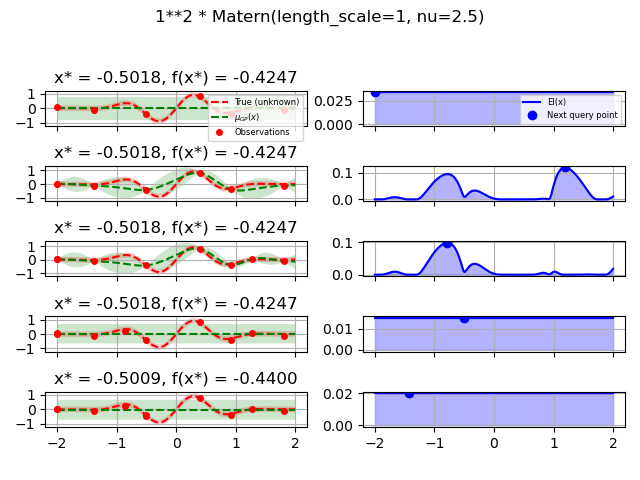 1**2 * Matern(length_scale=1, nu=2.5)
x* = -0.5018, f(x*) = -0.4247
1
0
−1
True (unknown)
μGP(x)
Observations
0.025
0.000
EI(x)
Next query point
x* = -0.5018, f(x*) = -0.4247
1
0
−1
0.1
0.0
x* = -0.5018, f(x*) = -0.4247
1
0
−1
0.1
0.0
x* = -0.5018, f(x*) = -0.4247
1
0
−1
0.01
0.00
x* = -0.5009, f(x*) = -0.4400
1
0
−1
−2 −1 0 1 2
0.02
0.00
−2 −1 0 1 2